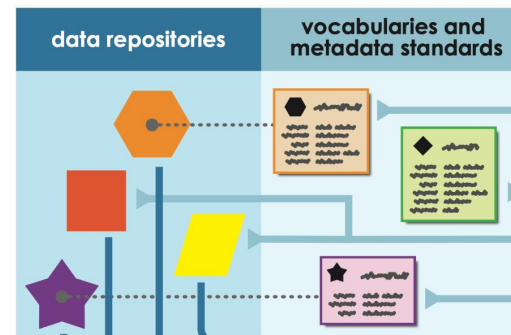 data repositories
vocabularies and
metadata standards